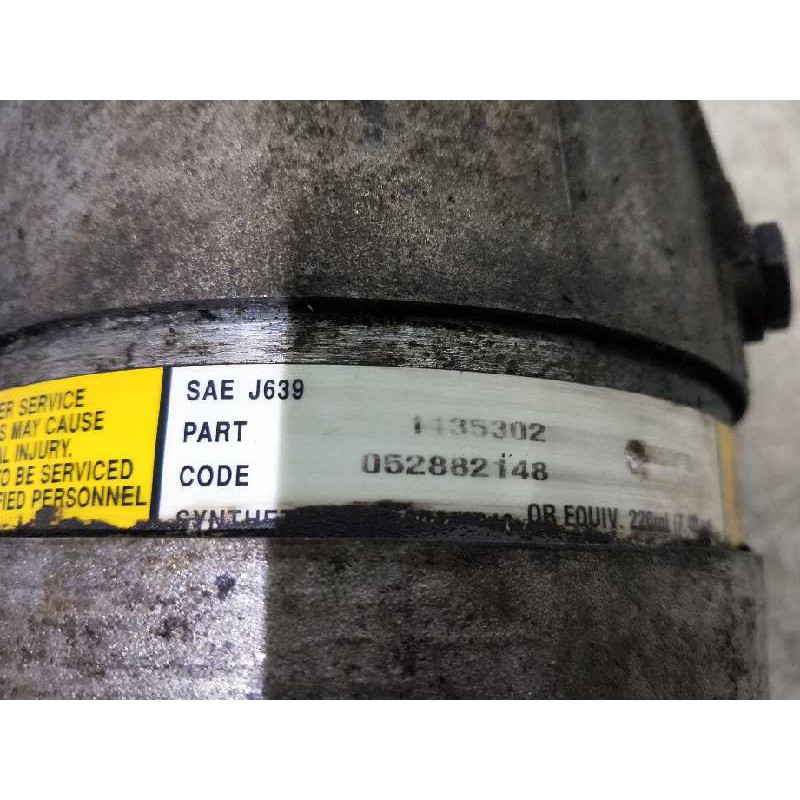 ER SERVICE
S MAY CAUSE
AL INJURY.
TO BE SERVICED
FIED PERSONNEL
SAE J639
PART 1135302
CODE 052882148
OR EQUIV. 220mL